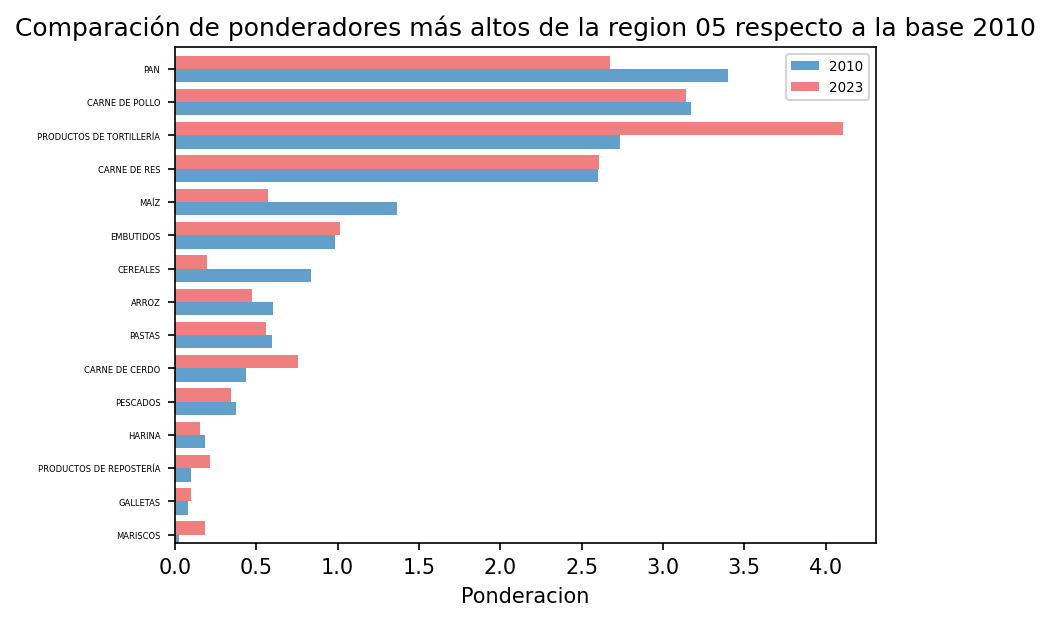 Comparación de ponderadores más altos de la region 05 respecto a la base 2010
2010
2023
PAN
CARNE DE POLLO
PRODUCTOS DE TORTILLERÍA
CARNE DE RES
MAÍZ
EMBUTIDOS
CEREALES
ARROZ
PASTAS
CARNE DE CERDO
PESCADOS
HARINA
PRODUCTOS DE REPOSTERÍA
GALLETAS
MARISCOS
0.0 0.5 1.0 1.5 2.0 2.5 3.0 3.5 4.0
Ponderacion